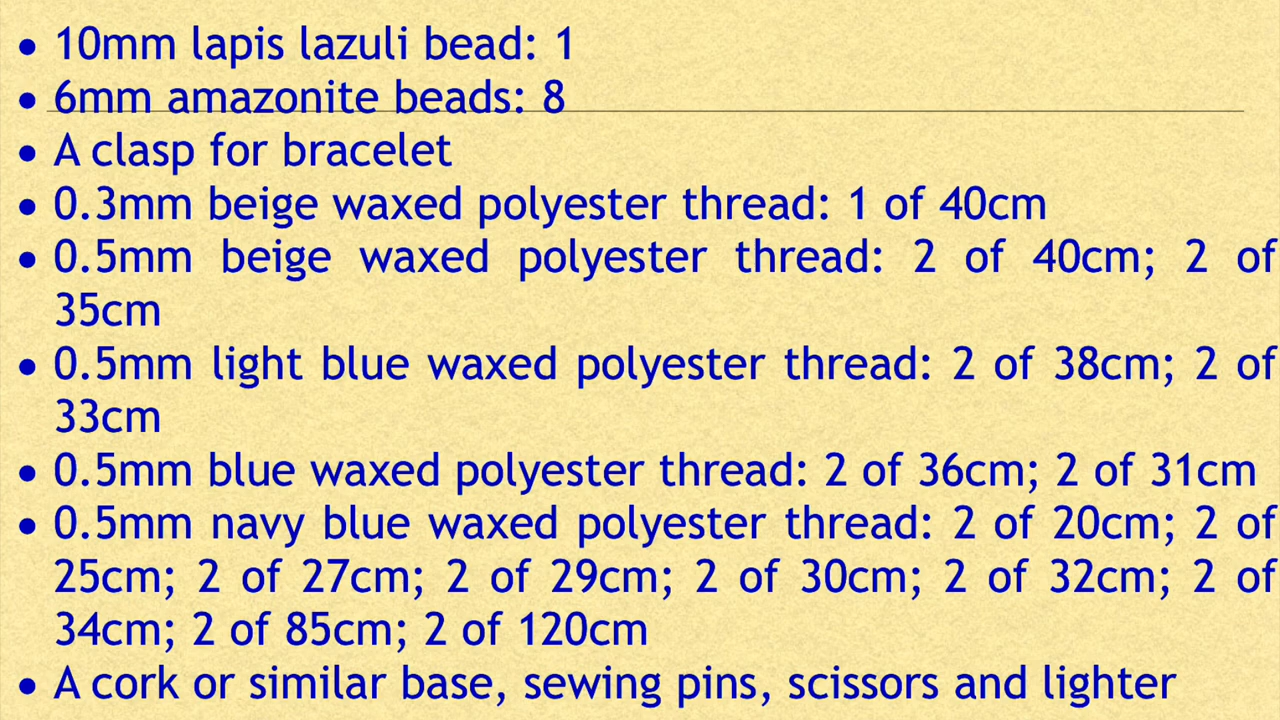 • 10mm lapis lazuli bead: 1
• 6mm amazonite beads: 8
• A clasp for bracelet
• 0.3mm beige waxed polyester thread: 1 of 40cm
• 0.5mm beige waxed polyester thread: 2 of 40cm; 2 of
35cm
• 0.5mm light blue waxed polyester thread: 2 of 38cm; 2 of
33cm
• 0.5mm blue waxed polyester thread: 2 of 36cm; 2 of 31cm
• 0.5mm navy blue waxed polyester thread: 2 of 20cm; 2 of
25cm; 2 of 27cm; 2 of 29cm; 2 of 30cm; 2 of 32cm; 2 of
34cm; 2 of 85cm; 2 of 120cm
• A cork or similar base, sewing pins, scissors and lighter